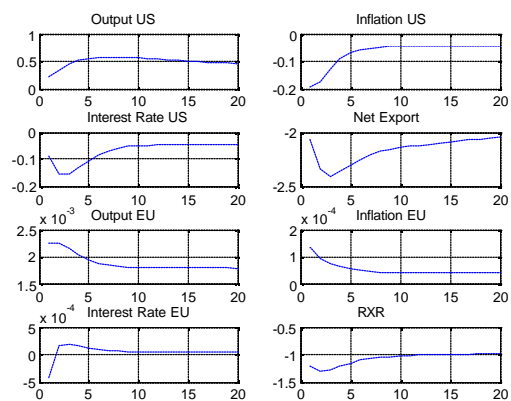 Output US
Inflation US
1
0.5
0
0 5 10 15 20
0
-0.1
-0.2
0 5 10 15 20
Interest Rate US
Net Export
0
-0.1
-0.2
0 5 10 15 20
-2
-2.5
0 5 10 15 20
x 10⁻³
Output EU
x 10⁻⁴
Inflation EU
2.5
2
1.5
0 5 10 15 20
2
1
0
0 5 10 15 20
x 10⁻⁴
Interest Rate EU
RXR
5
0
-5
0 5 10 15 20
-0.5
-1
-1.5
0 5 10 15 20